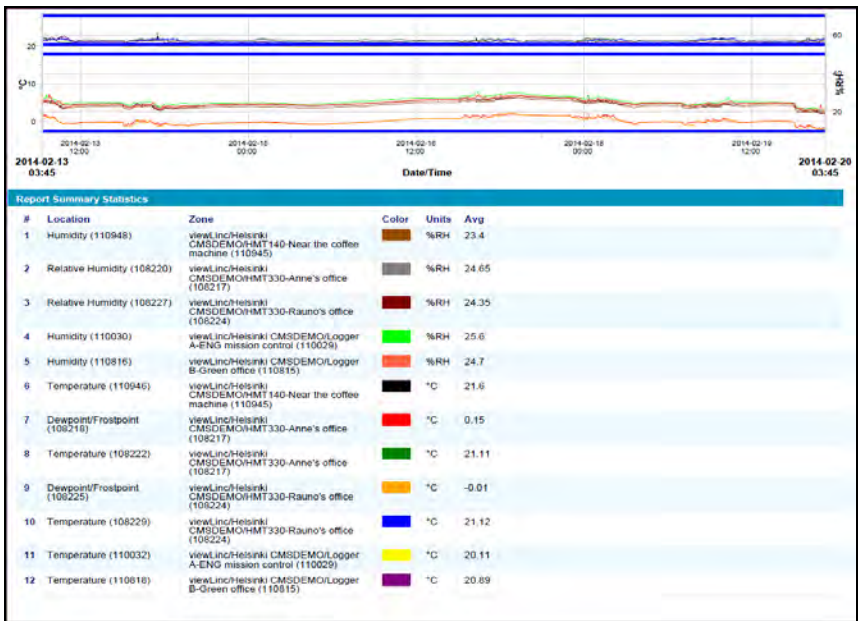 60
20
°C
10
%RH
20
0
2014-02-13
12:00
00:00
2014-02-16
12:00
2014-02-18
00:00
2014-02-19
12:00
2014-02-13
03:45
Date/Time
2014-02-20
03:45
Report Summary Statistics
# Location Zone Color Units Avg
1 Humidity (110948) viewLinc/Helsinki %RH 23.4
CMSDEMO/HMT140-Near the coffee
machine (110945)
2 Relative Humidity (108220) viewLinc/Helsinki %RH 24.65
CMSDEMO/HMT330-Anne's office
(108217)
3 Relative Humidity (108227) viewLinc/Helsinki %RH 24.35
CMSDEMO/HMT330-Rauno's office
(108224)
4 Humidity (110030) viewLinc/Helsinki CMSDEMO/Logger %RH 25.6
A-ENG mission control (110029)
5 Humidity (110816) viewLinc/Helsinki CMSDEMO/Logger %RH 24.7
B-Green office (110815)
6 Temperature (110946) viewLinc/Helsinki °C 21.6
CMSDEMO/HMT140-Near the coffee
machine (110945)
7 Dewpoint/Frostpoint viewLinc/Helsinki °C 0.15
(108218) CMSDEMO/HMT330-Anne's office
(108217)
8 Temperature (108222) viewLinc/Helsinki °C 21.11
CMSDEMO/HMT330-Anne's office
(108217)
9 Dewpoint/Frostpoint viewLinc/Helsinki °C -0.01
(108225) CMSDEMO/HMT330-Rauno's office
(108224)
10 Temperature (108229) viewLinc/Helsinki °C 21.12
CMSDEMO/HMT330-Rauno's office
(108224)
11 Temperature (110032) viewLinc/Helsinki CMSDEMO/Logger °C 20.11
A-ENG mission control (110029)
12 Temperature (110818) viewLinc/Helsinki CMSDEMO/Logger °C 20.89
B-Green office (110815)